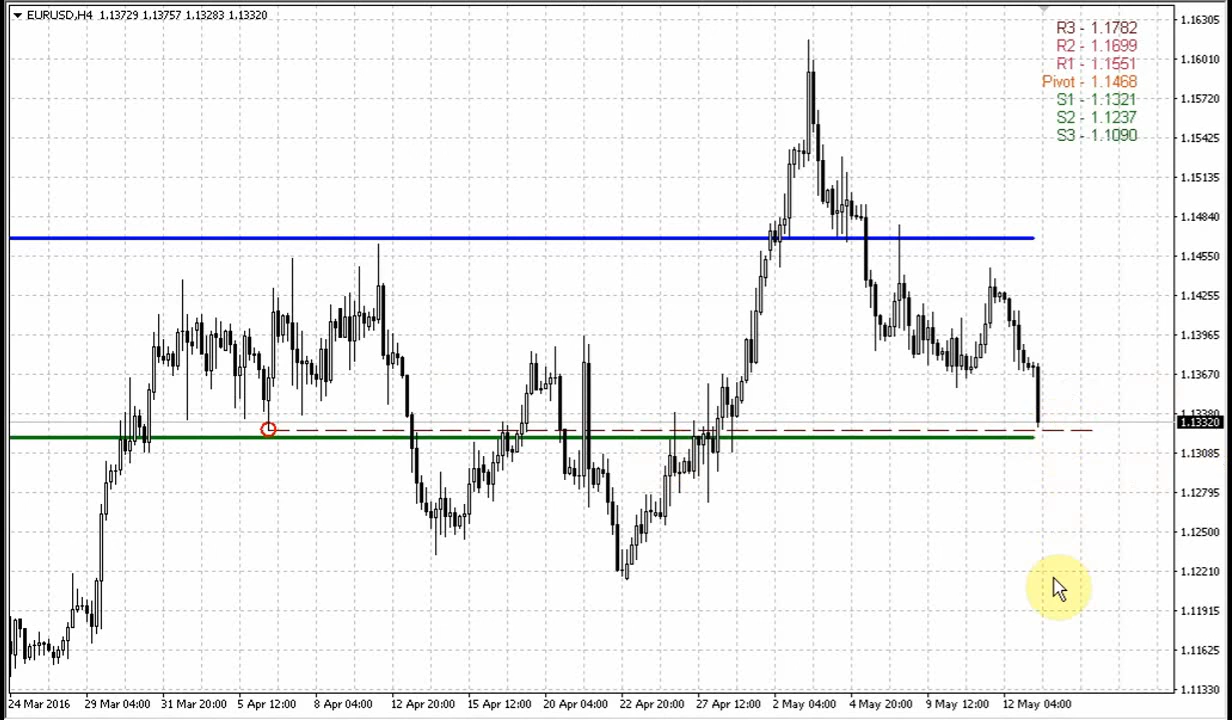 EURUSD,H4 1.13729 1.13757 1.13283 1.13320
R3 - 1.1782
R2 - 1.1699
R1 - 1.1551
Pivot - 1.1468
S1 - 1.1321
S2 - 1.1237
S3 - 1.1090
1.16305
1.16010
1.15720
1.15425
1.15135
1.14840
1.14550
1.14255
1.13965
1.13670
1.13380
1.13320
1.13085
1.12795
1.12500
1.12210
1.11915
1.11625
1.11330
24 Mar 2016 29 Mar 04:00 31 Mar 20:00 5 Apr 12:00 8 Apr 04:00 12 Apr 20:00 15 Apr 12:00 20 Apr 04:00 22 Apr 20:00 27 Apr 12:00 2 May 04:00 4 May 20:00 9 May 12:00 12 May 04:00